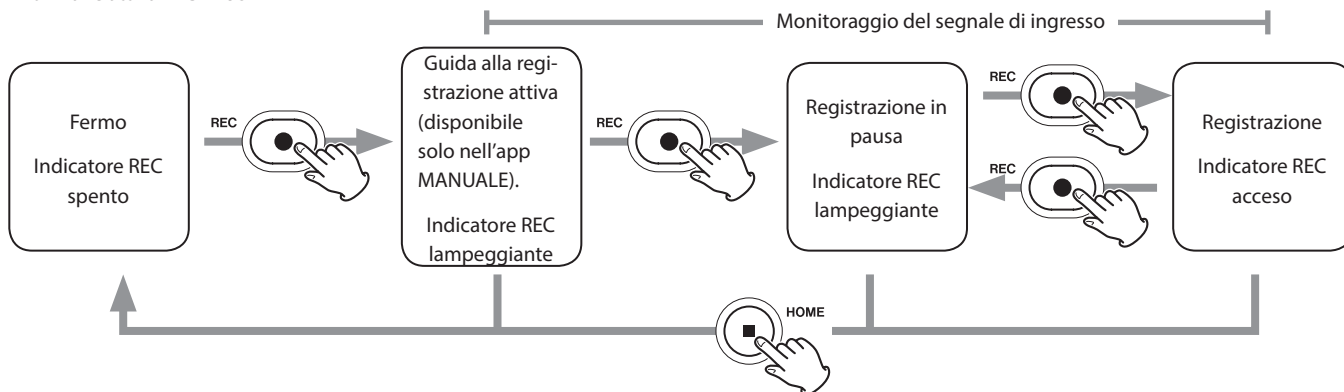 Monitoraggio del segnale di ingresso
Fermo
Indicatore REC
spento
REC
Guida alla regi-
strazione attiva
(disponibile
solo nell'app
MANUALE).
Indicatore REC
lampeggiante
REC
Registrazione in
pausa
Indicatore REC
lampeggiante
REC
REC
Registrazione
Indicatore REC
acceso
HOME